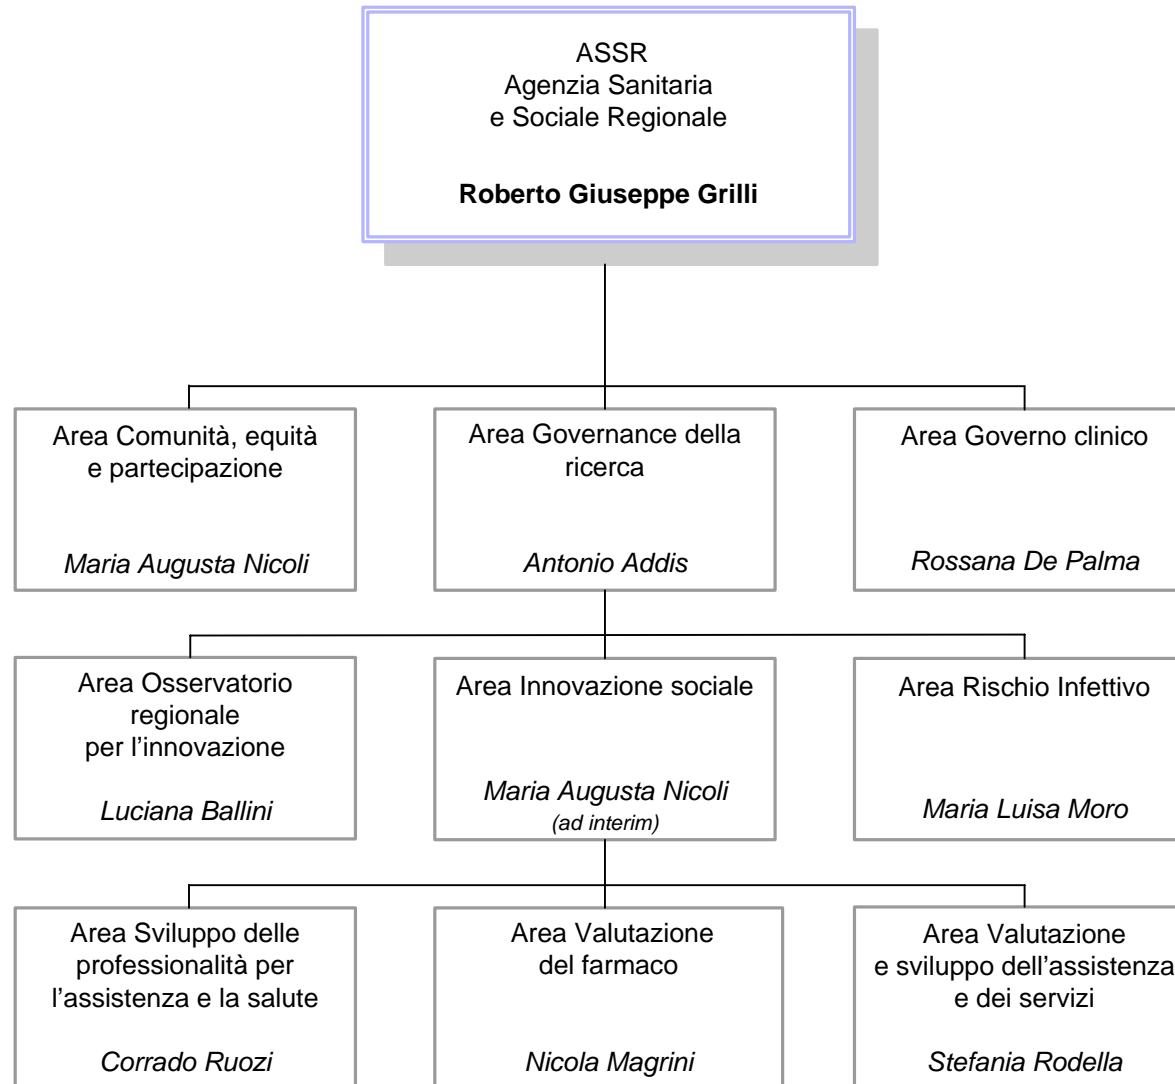 ASSR
Agenzia Sanitaria
e Sociale Regionale
Roberto Giuseppe Grilli
Area Comunità, equità
e partecipazione
Maria Augusta Nicoli
Area Governance della
ricerca
Antonio Addis
Area Governo clinico
Rossana De Palma
Area Osservatorio
regionale
per l’innovazione
Luciana Ballini
Area Innovazione sociale
Maria Augusta Nicoli
(ad interim)
Area Rischio Infettivo
Maria Luisa Moro
Area Sviluppo delle
professionalità per
l’assistenza e la salute
Corrado Ruozi
Area Valutazione
del farmaco
Nicola Magrini
Area Valutazione
e sviluppo dell’assistenza
e dei servizi
Stefania Rodella